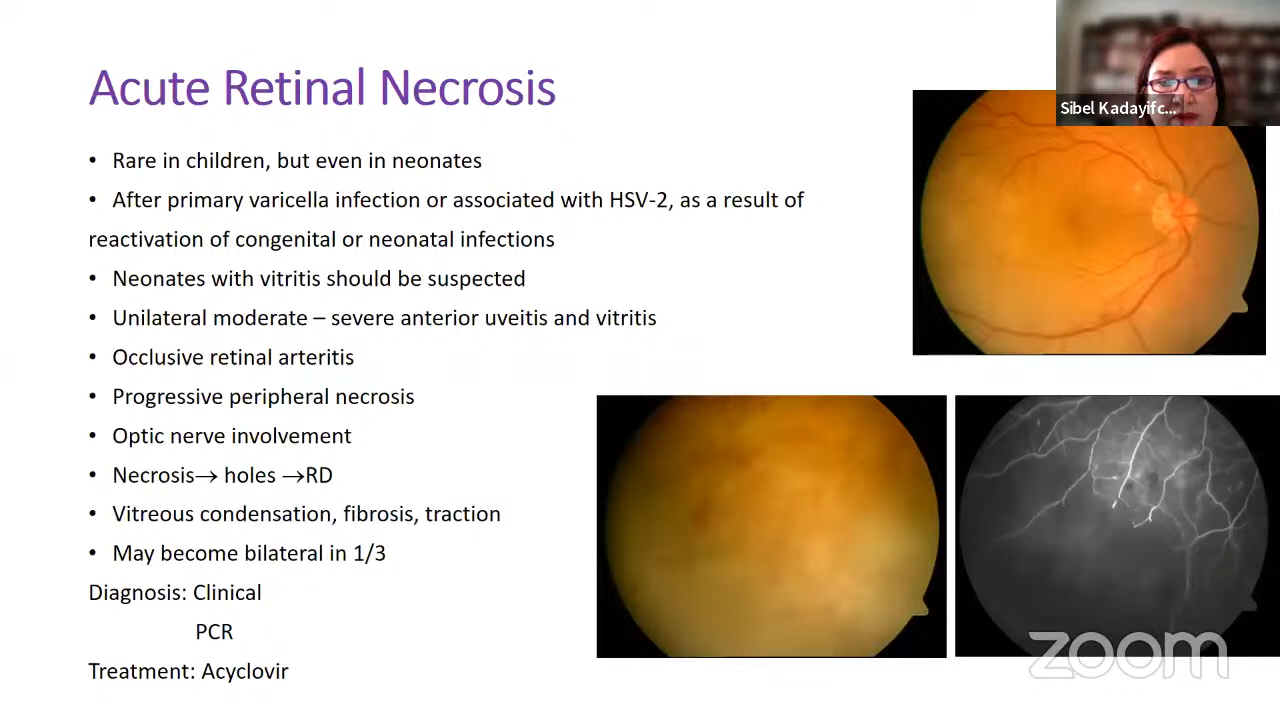 Acute Retinal Necrosis
Sibel Kadayifc...
• Rare in children, but even in neonates
• After primary varicella infection or associated with HSV-2, as a result of
reactivation of congenital or neonatal infections
• Neonates with vitritis should be suspected
• Unilateral moderate – severe anterior uveitis and vitritis
• Occlusive retinal arteritis
• Progressive peripheral necrosis
• Optic nerve involvement
• Necrosis→ holes →RD
• Vitreous condensation, fibrosis, traction
• May become bilateral in 1/3
Diagnosis: Clinical
PCR
Treatment: Acyclovir
zoom